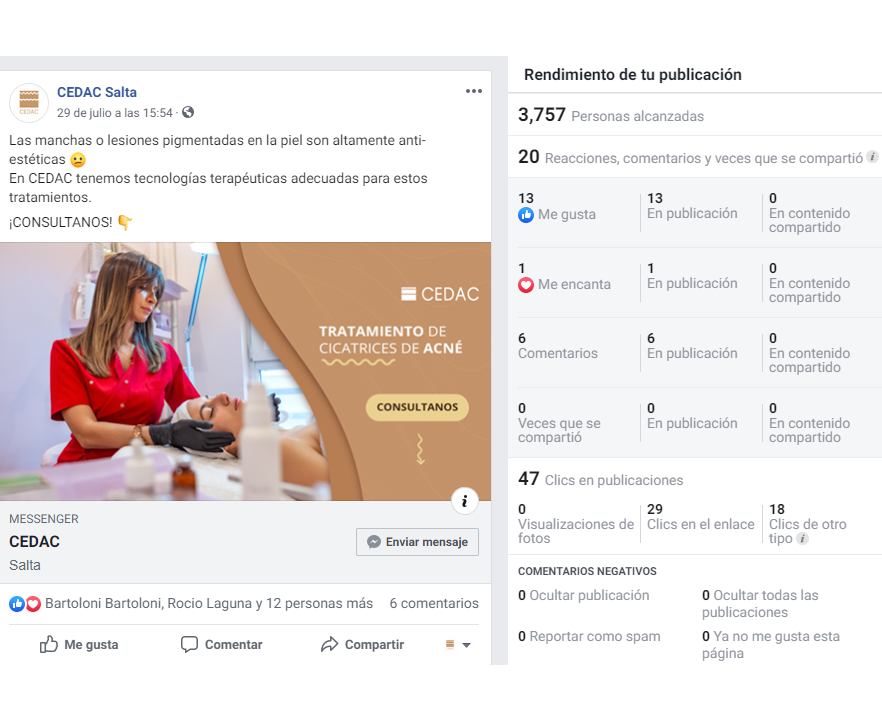 CEDAC Salta
29 de julio a las 15:54 ·
Las manchas o lesiones pigmentadas en la piel son altamente anti-
estéticas 😕
En CEDAC tenemos tecnologías terapéuticas adecuadas para estos
tratamientos.
¡CONSULTANOS! 👇
CEDAC
TRATAMIENTO DE
CICATRICES DE ACNÉ
CONSULTANOS
MESSENGER
CEDAC
Salta
Enviar mensaje
Bartoloni Bartoloni, Rocio Laguna y 12 personas más 6 comentarios
Me gusta Comentar Compartir
Rendimiento de tu publicación
3,757 Personas alcanzadas
20 Reacciones, comentarios y veces que se compartió
13 13 0
Me gusta En publicación En contenido
compartido
1 1 0
Me encanta En publicación En contenido
compartido
6 6 0
Comentarios En publicación En contenido
compartido
0 0 0
Veces que se En publicación En contenido
compartió compartido
47 Clics en publicaciones
0 29 18
Visualizaciones de Clics en el enlace Clics de otro
fotos tipo
COMENTARIOS NEGATIVOS
0 Ocultar publicación 0 Ocultar todas las
publicaciones
0 Reportar como spam 0 Ya no me gusta esta
página